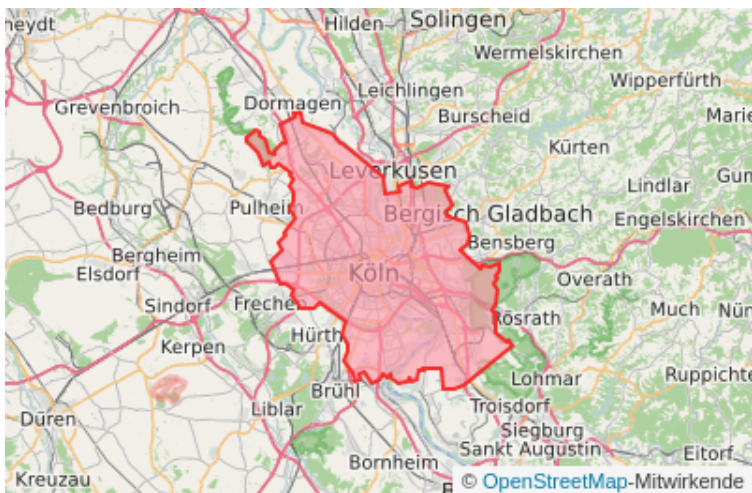 Hilden
Solingen
Wermelskirchen
Wipperfürth
Leichlingen
Grevenbroich
Dormagen
Burscheid
Kürten
Leverkusen
Lindlar
Bedburg
Pulheim
Bergisch Gladbach
Engelskirchen
Bensberg
Bergheim
Elsdorf
Köln
Overath
Sindorf
Frechen
Much
Rösrath
Hürth
Kerpen
Lohmar
Brühl
Liblar
Troisdorf
Düren
Siegburg
Sankt Augustin
Eitorf
Bornheim
Kreuzau
© OpenStreetMap-Mitwirkende